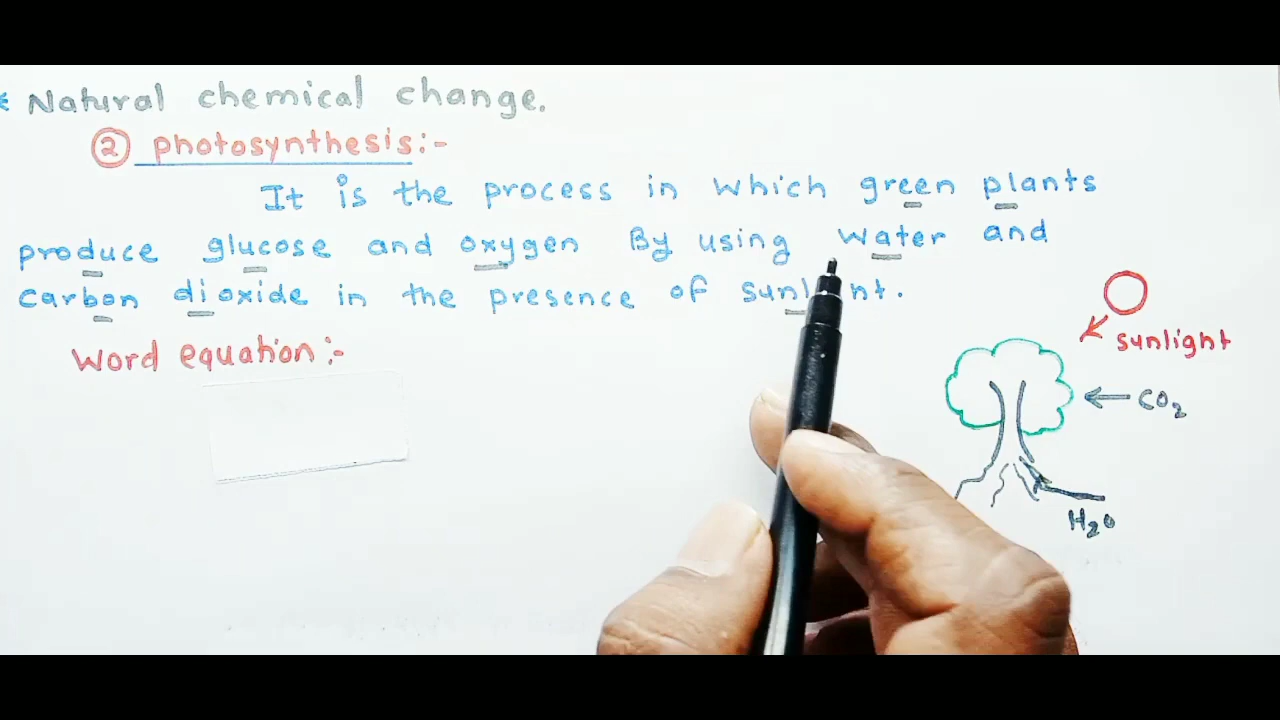 Natural chemical change.
② photosynthesis:-
It is the process in which green plants
produce glucose and oxygen By using water and
carbon dioxide in the presence of
Word equation:-
sunlight
CO₂
H₂O